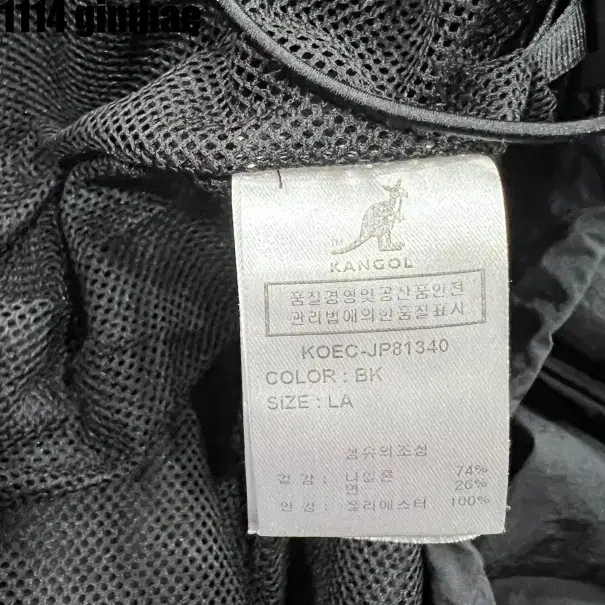 1114 gimhae
TM
KANGOL
품질경영및공산품안전
관리법에의한품질표시
KOEC-JP81340
COLOR : BK
SIZE : LA
섬유의조성
겉감 : 나일론 74%
면 26%
안감 : 폴리에스터 100%